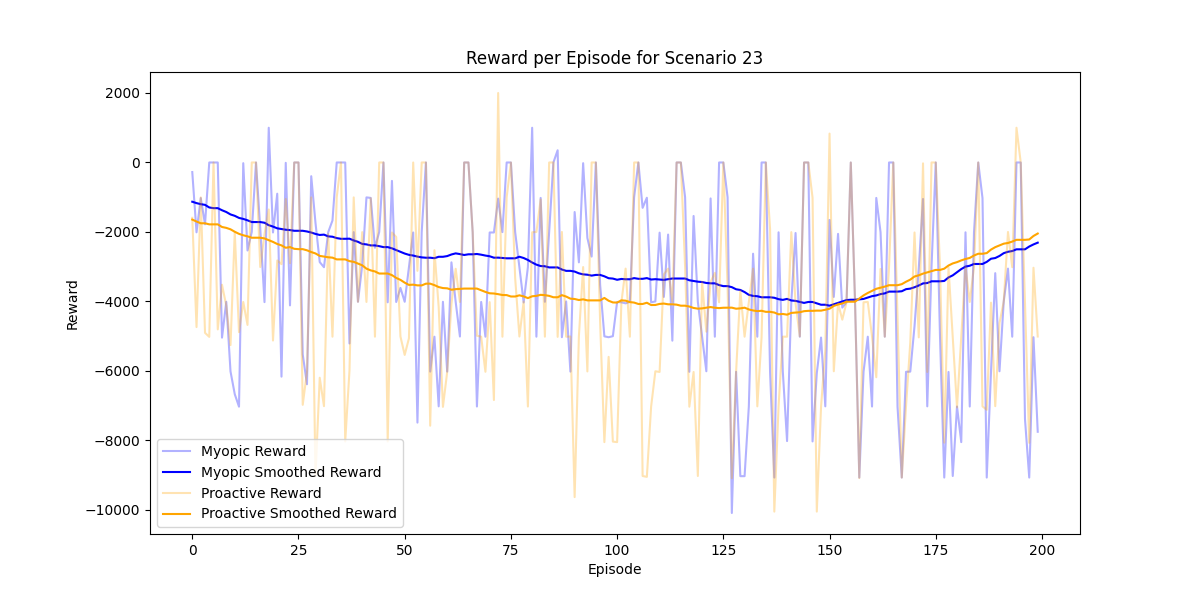 Reward per Episode for Scenario 23
2000
0
−2000
−4000
−6000
−8000
−10000
Reward
Myopic Reward
Myopic Smoothed Reward
Proactive Reward
Proactive Smoothed Reward
0 25 50 75 100 125 150 175 200
Episode